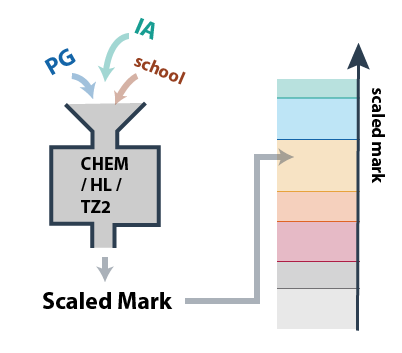 IA
PG
school
CHEM
/ HL /
TZ2
Scaled Mark
scaled mark